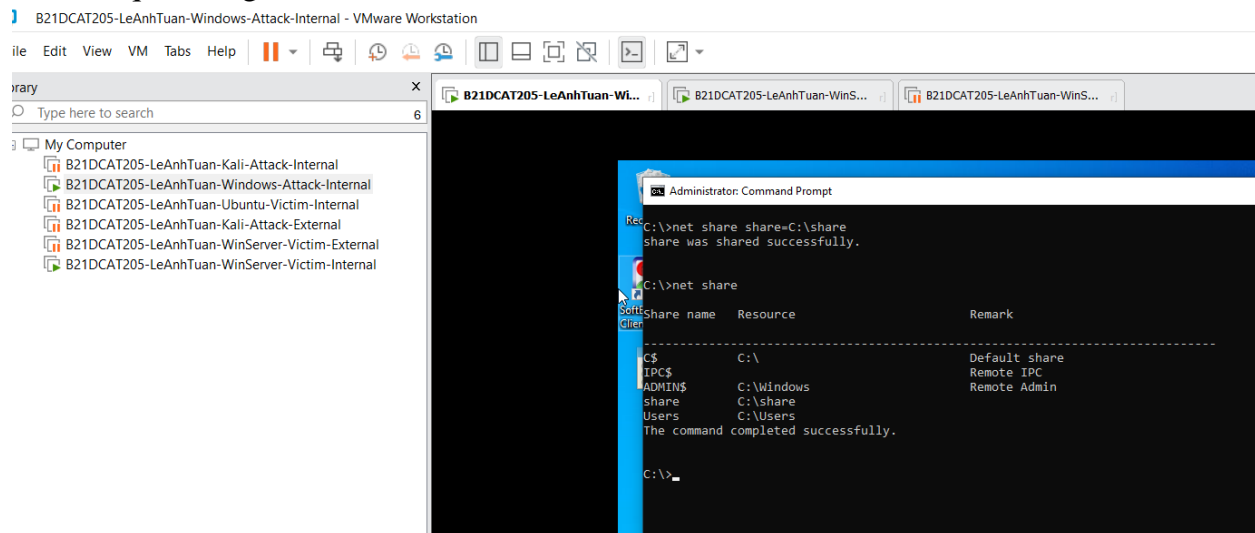 B21DCAT205-LeAnhTuan-Windows-Attack-Internal - VMware Workstation
ile Edit View VM Tabs Help
rary X
Type here to search 6
B21DCAT205-LeAnhTuan-Wi... B21DCAT205-LeAnhTuan-WinS... B21DCAT205-LeAnhTuan-WinS...
My Computer
B21DCAT205-LeAnhTuan-Kali-Attack-Internal
B21DCAT205-LeAnhTuan-Windows-Attack-Internal
B21DCAT205-LeAnhTuan-Ubuntu-Victim-Internal
B21DCAT205-LeAnhTuan-Kali-Attack-External
B21DCAT205-LeAnhTuan-WinServer-Victim-External
B21DCAT205-LeAnhTuan-WinServer-Victim-Internal
Rec
SoftE
Clien
Administrator: Command Prompt
C:\>net share share=C:\share
share was shared successfully.
C:\>net share
Share name Resource Remark
-------------------------------------------------------------------------------
C$ C:\ Default share
IPC$ Remote IPC
ADMIN$ C:\Windows Remote Admin
share C:\share
Users C:\Users
The command completed successfully.
C:\>